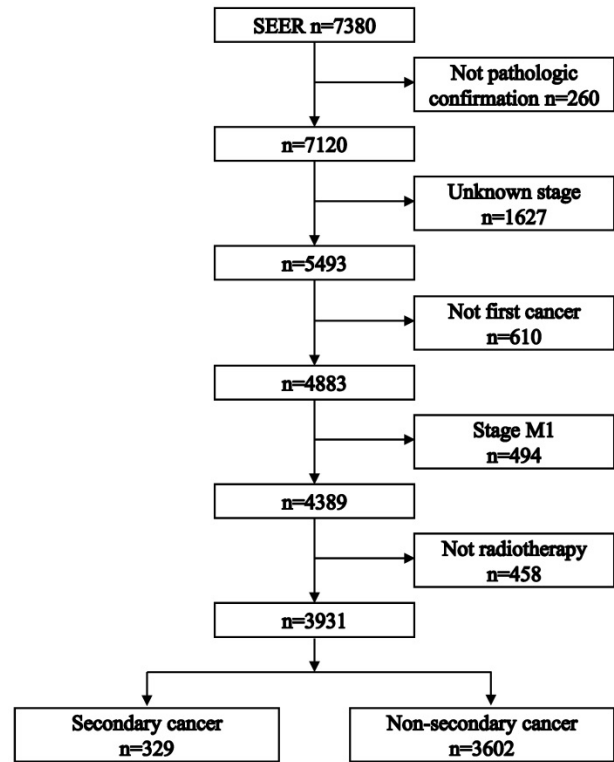 SEER n=7380
Not pathologic
confirmation n=260
n=7120
Unknown stage
n=1627
n=5493
Not first cancer
n=610
n=4883
Stage M1
n=494
n=4389
Not radiotherapy
n=458
n=3931
Secondary cancer
n=329
Non-secondary cancer
n=3602